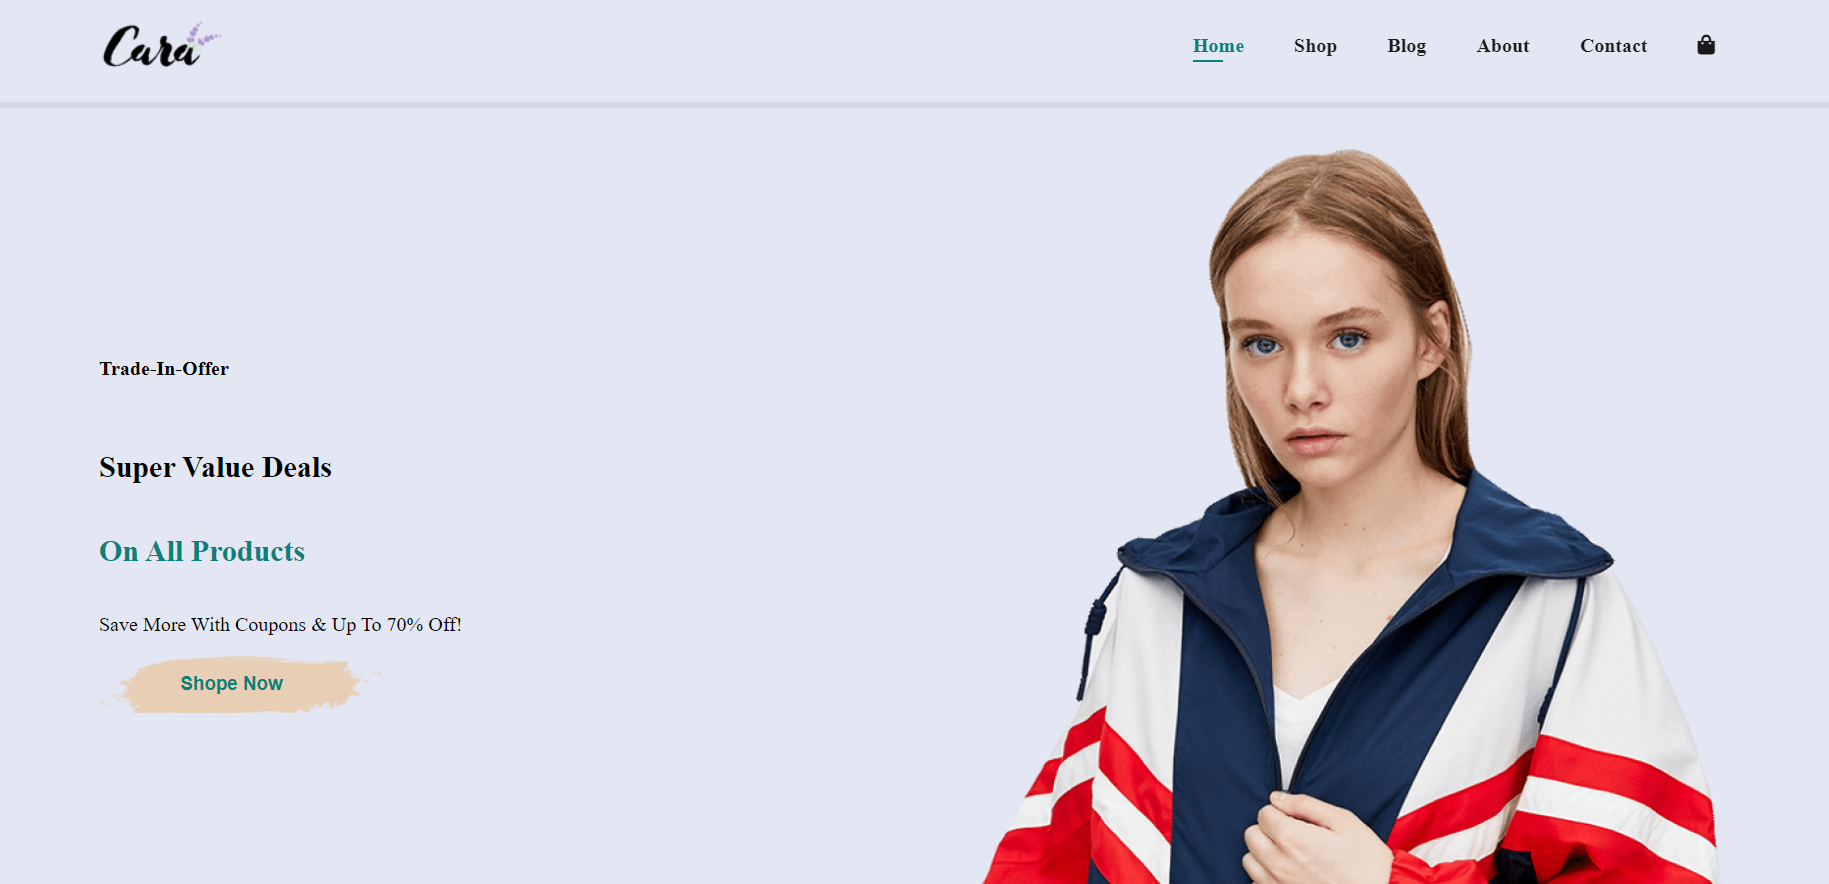 Cara
Home Shop Blog About Contact
Trade-In-Offer
Super Value Deals
On All Products
Save More With Coupons & Up To 70% Off!
Shope Now